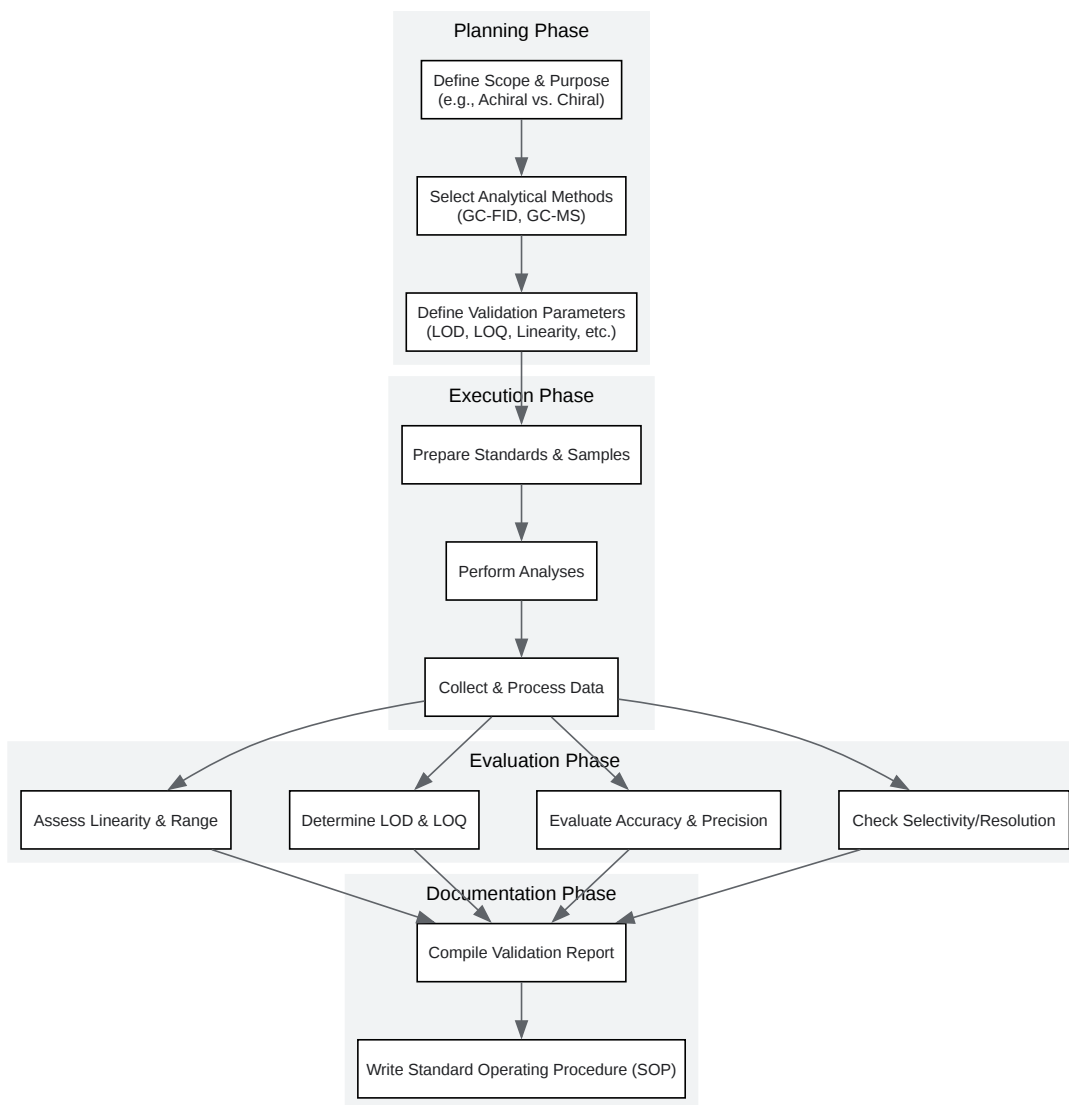 Planning Phase
Define Scope & Purpose
(e.g., Achiral vs. Chiral)
Select Analytical Methods
(GC-FID, GC-MS)
Define Validation Parameters
(LOD, LOQ, Linearity, etc.)
Execution Phase
Prepare Standards & Samples
Perform Analyses
Collect & Process Data
Evaluation Phase
Assess Linearity & Range
Determine LOD & LOQ
Evaluate Accuracy & Precision
Check Selectivity/Resolution
Documentation Phase
Compile Validation Report
Write Standard Operating Procedure (SOP)